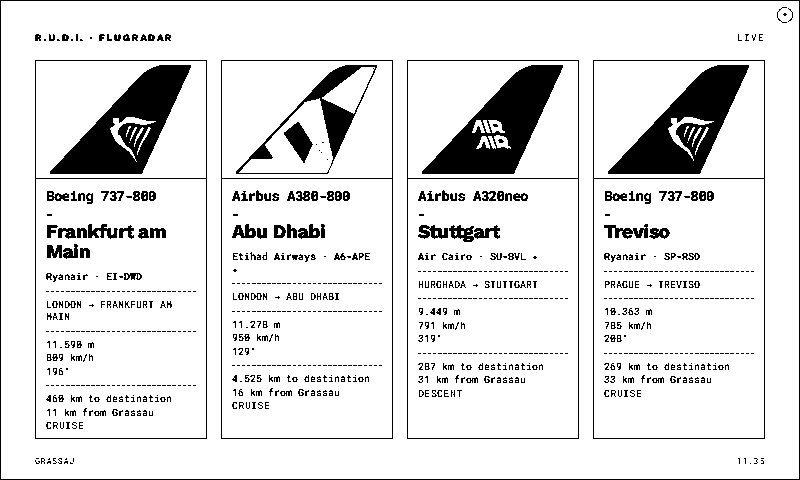 R.U.D.I. · FLUGRADAR
LIVE
Boeing 737-800
-
Frankfurt am
Main
Ryanair · EI-DWD
LONDON → FRANKFURT AM
MAIN
11.590 m
809 km/h
196°
460 km to destination
11 km from Grassau
CRUISE
Airbus A380-800
-
Abu Dhabi
Etihad Airways · A6-APE
✦
LONDON → ABU DHABI
11.278 m
950 km/h
129°
4.525 km to destination
16 km from Grassau
CRUISE
AIR
AIR
Airbus A320neo
-
Stuttgart
Air Cairo · SU-BVL ✦
HURGHADA → STUTTGART
9.449 m
791 km/h
319°
287 km to destination
31 km from Grassau
DESCENT
Boeing 737-800
-
Treviso
Ryanair · SP-RSD
PRAGUE → TREVISO
10.363 m
785 km/h
208°
269 km to destination
33 km from Grassau
CRUISE
GRASSAU
11.35